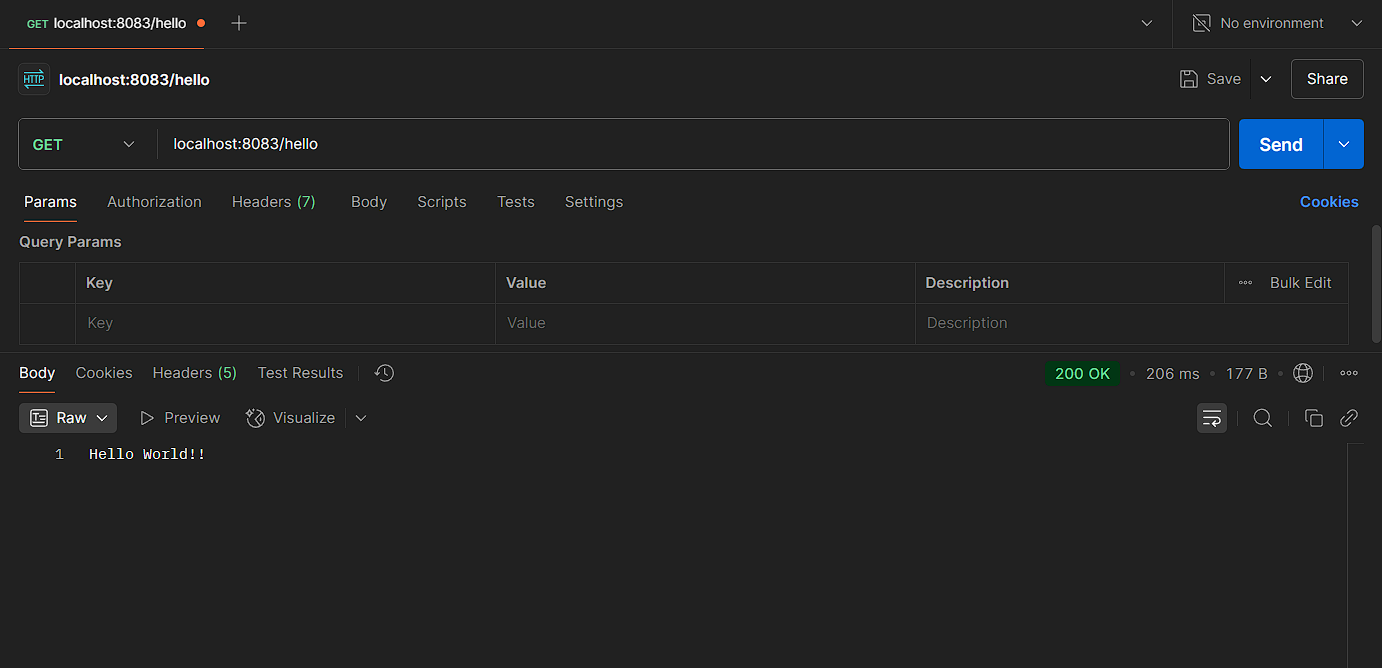 GET localhost:8083/hello
No environment
HTTP localhost:8083/hello Save Share
GET localhost:8083/hello Send
Params Authorization Headers (7) Body Scripts Tests Settings Cookies
Query Params
Key Value Description Bulk Edit
Key Value Description
Body Cookies Headers (5) Test Results 200 OK • 206 ms • 177 B •
Raw Preview Visualize
1 Hello World!!